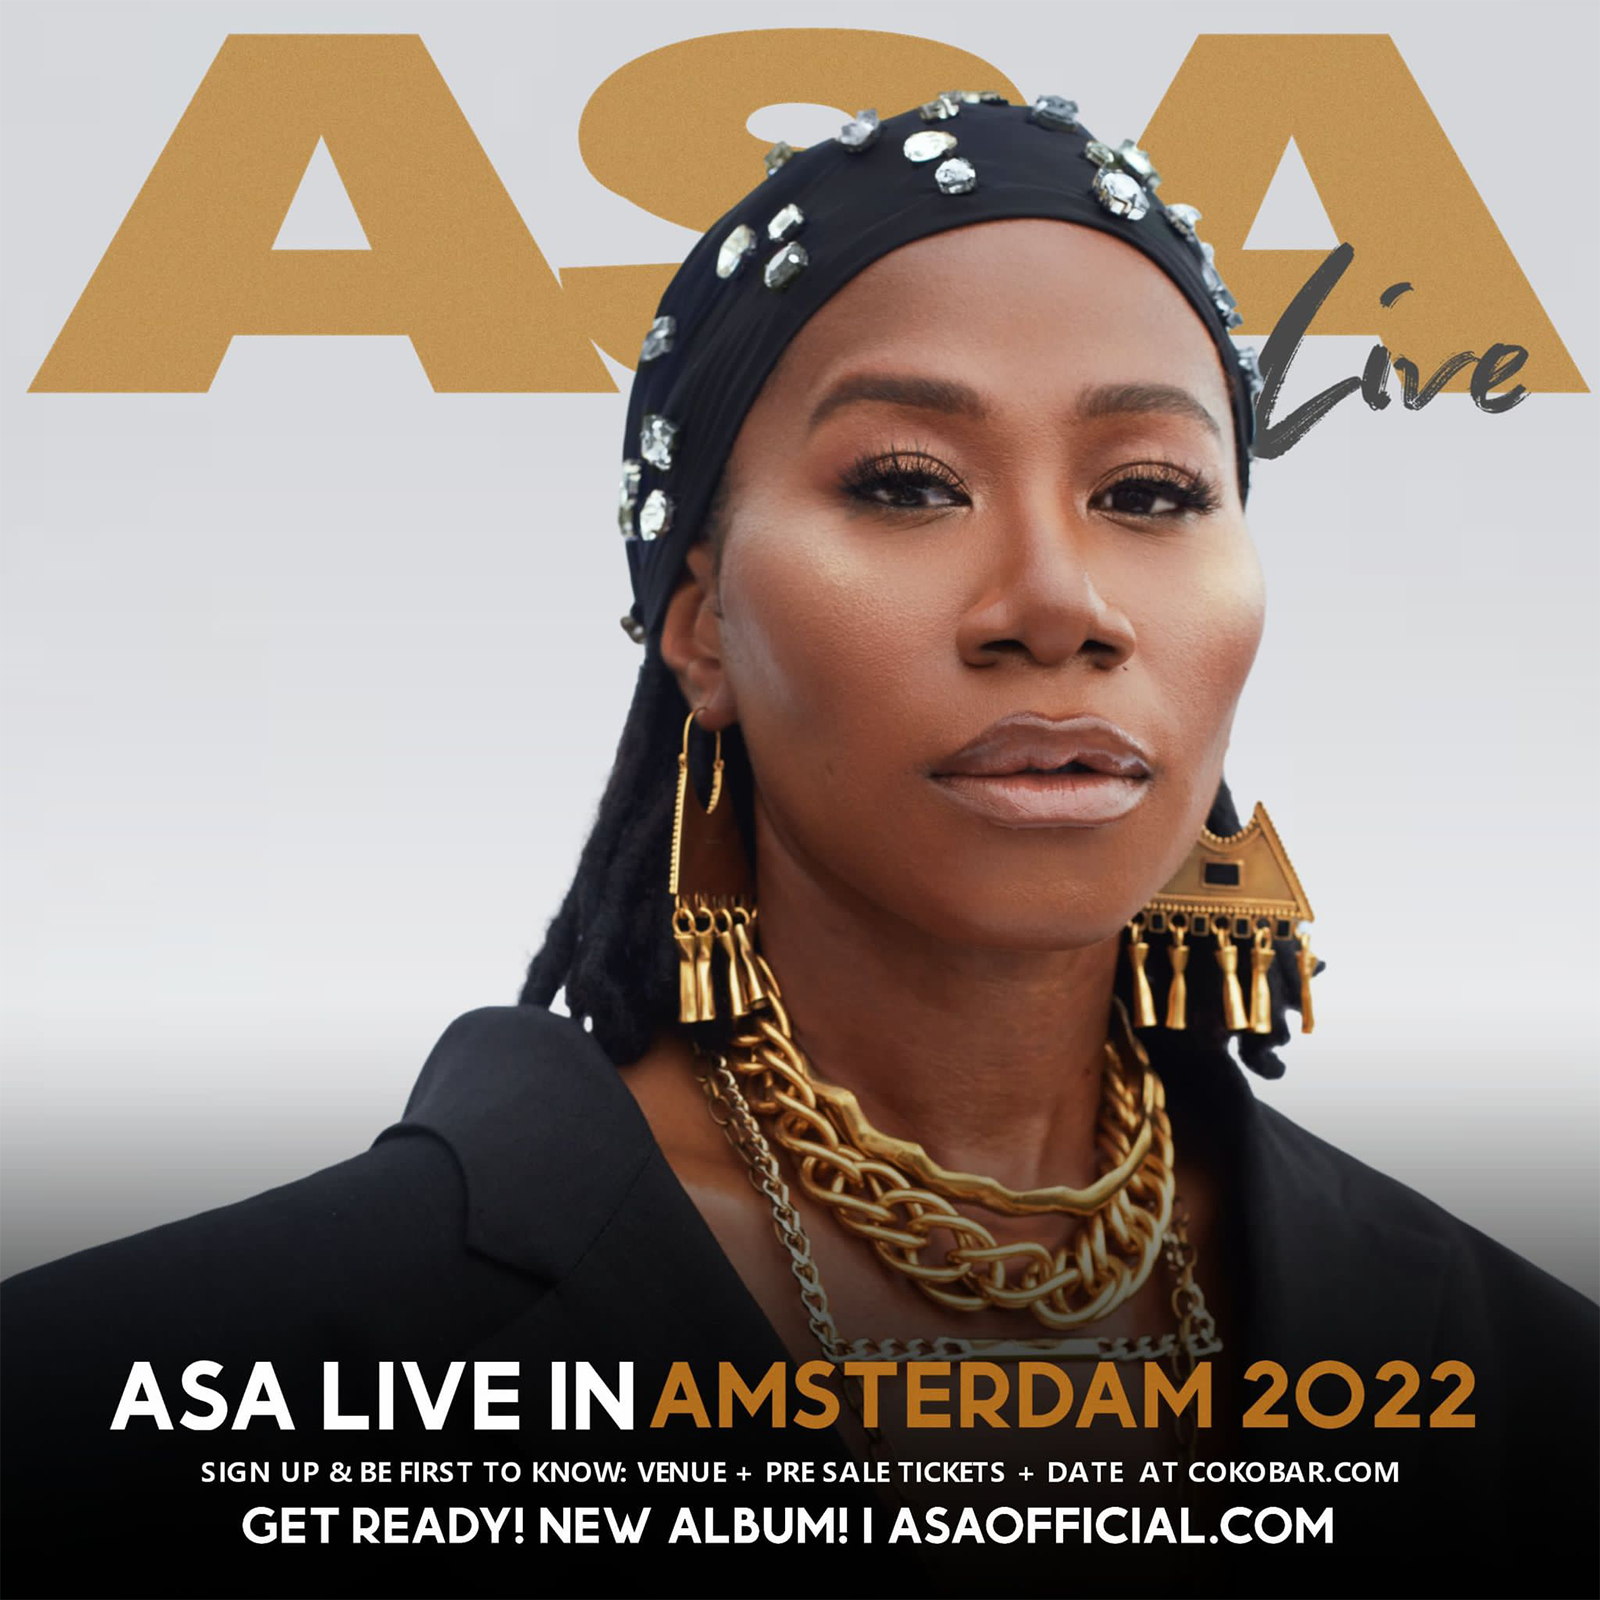 ASA
Live
ASA LIVE IN AMSTERDAM 2022
SIGN UP & BE FIRST TO KNOW: VENUE + PRE SALE TICKETS + DATE AT COKOBAR.COM
GET READY! NEW ALBUM! | ASAOFFICIAL.COM